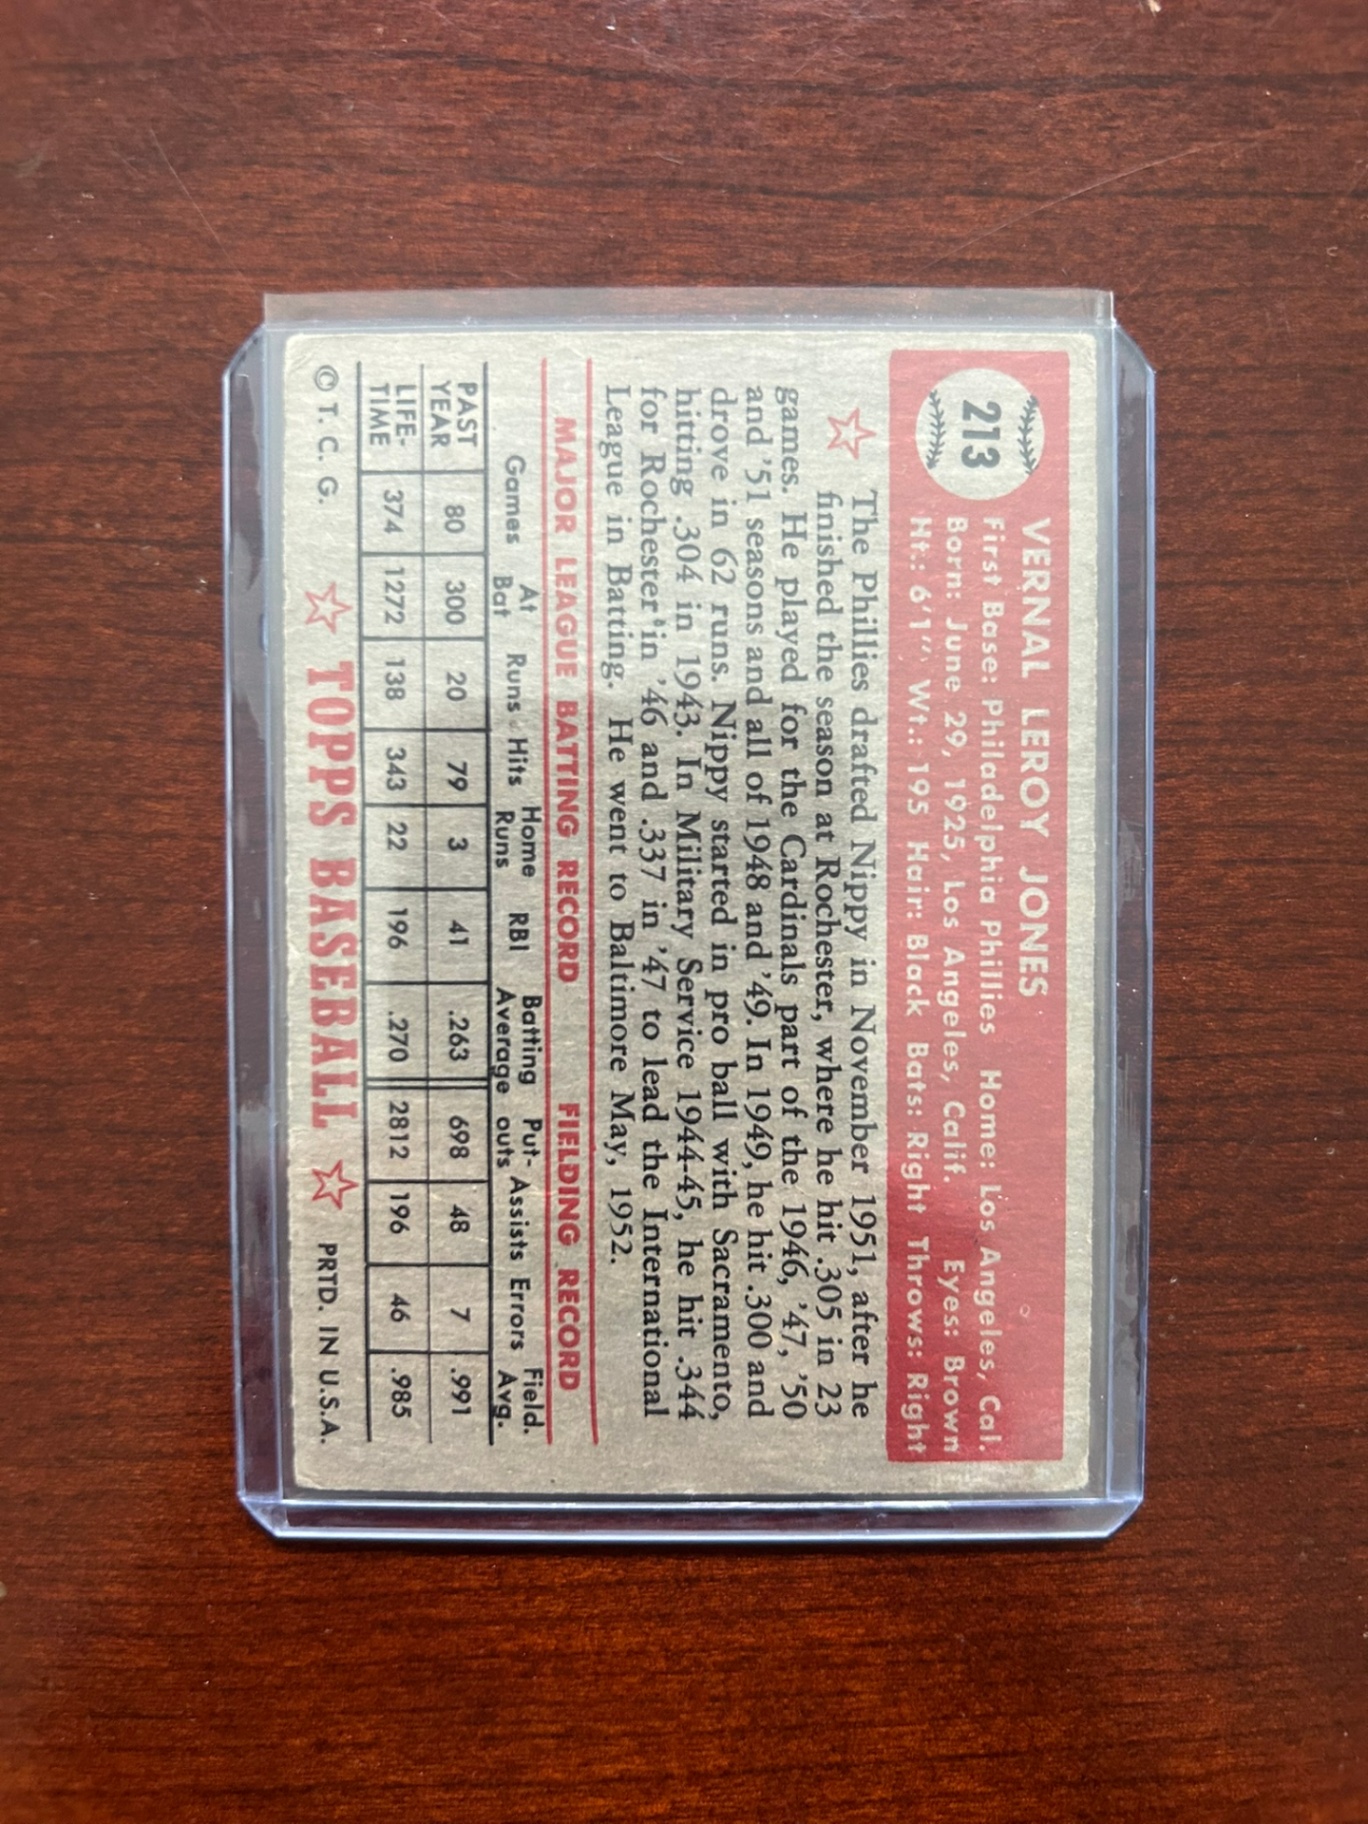 213
VERNAL LEROY JONES
First Base: Philadelphia Phillies Home: Los Angeles, Cal.
Born: June 29, 1925, Los Angeles, Calif. Eyes: Brown
Ht.: 6'1" Wt.: 195 Hair: Black Bats: Right Throws: Right
The Phillies drafted Nippy in November 1951, after he
finished the season at Rochester, where he hit .305 in 23
games. He played for the Cardinals part of the 1946, '47, '50
and '51 seasons and all of 1948 and '49. In 1949, he hit .300 and
drove in 62 runs. Nippy started in pro ball with Sacramento,
hitting .304 in 1943. In Military Service 1944-45, he hit .344
for Rochester in '46 and .337 in '47 to lead the International
League in Batting. He went to Baltimore May, 1952.
MAJOR LEAGUE BATTING RECORD FIELDING RECORD
Games At Bat Runs Hits Home Runs RBI Batting Average Put-outs Assists Errors Field. Avg.
PAST YEAR 80 300 20 79 3 41 .263 698 48 7 .991
LIFE-TIME 374 1272 138 343 22 196 .270 2812 196 46 .985
© T. C. G. TOPPS BASEBALL PRTD. IN U.S.A.